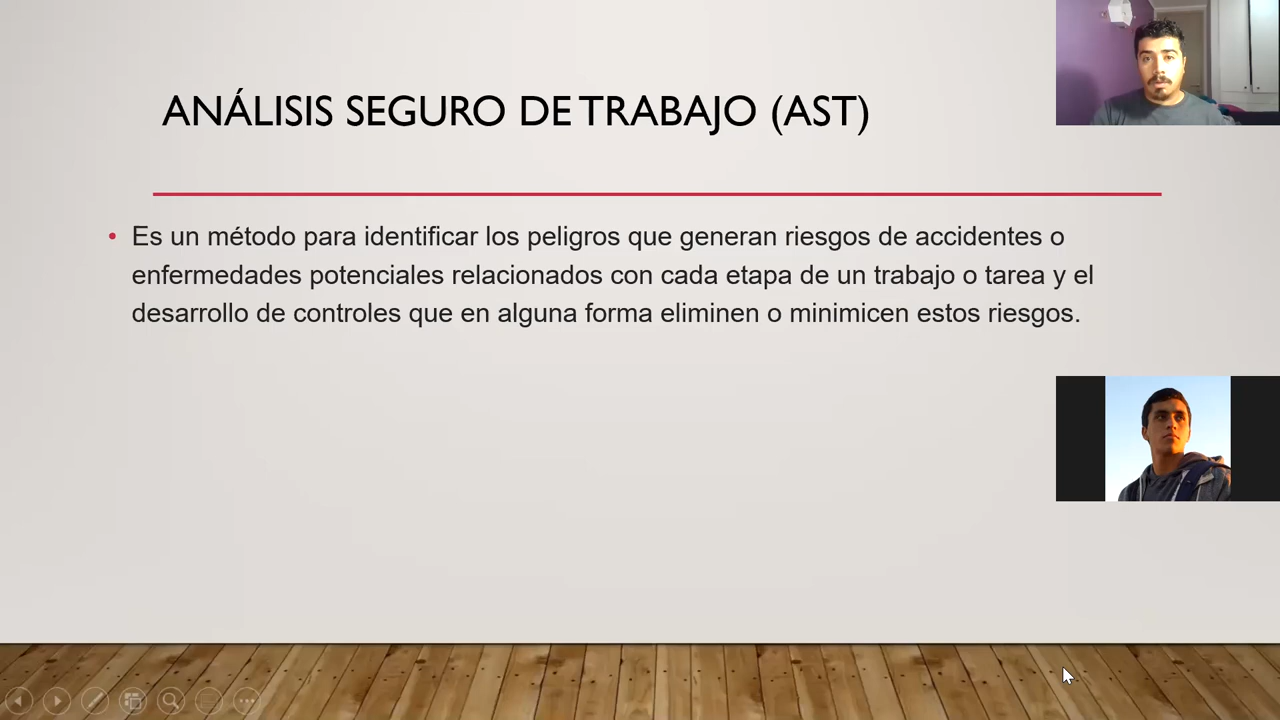 ANÁLISIS SEGURO DE TRABAJO (AST)
• Es un método para identificar los peligros que generan riesgos de accidentes o
enfermedades potenciales relacionados con cada etapa de un trabajo o tarea y el
desarrollo de controles que en alguna forma eliminen o minimicen estos riesgos.